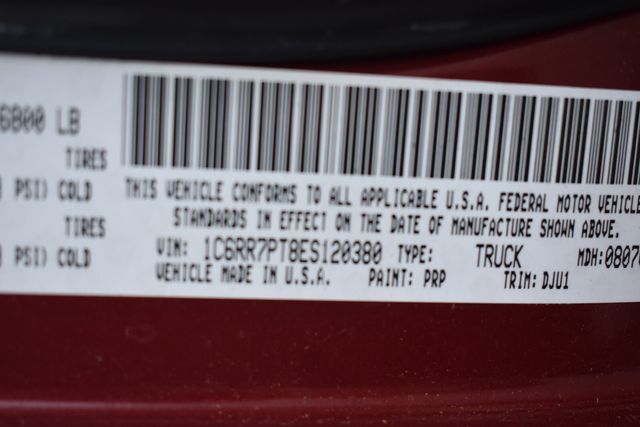 6800 LB
TIRES
PSI) COLD
TIRES
PSI) COLD
THIS VEHICLE CONFORMS TO ALL APPLICABLE U.S.A. FEDERAL MOTOR VEHICLE
STANDARDS IN EFFECT ON THE DATE OF MANUFACTURE SHOWN ABOVE.
VIN: 1C6RR7PT8ES120380 TYPE: TRUCK MDH:0807
VEHICLE MADE IN U.S.A. PAINT: PRP TRIM: DJU1